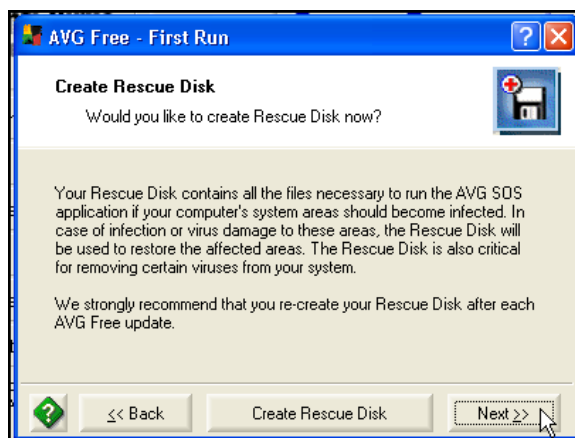 AVG Free - First Run
Create Rescue Disk
Would you like to create Rescue Disk now?
Your Rescue Disk contains all the files necessary to run the AVG SOS
application if your computer's system areas should become infected. In
case of infection or virus damage to these areas, the Rescue Disk will
be used to restore the affected areas. The Rescue Disk is also critical
for removing certain viruses from your system.
We strongly recommend that you re-create your Rescue Disk after each
AVG Free update.
<< Back
Create Rescue Disk
Next >>